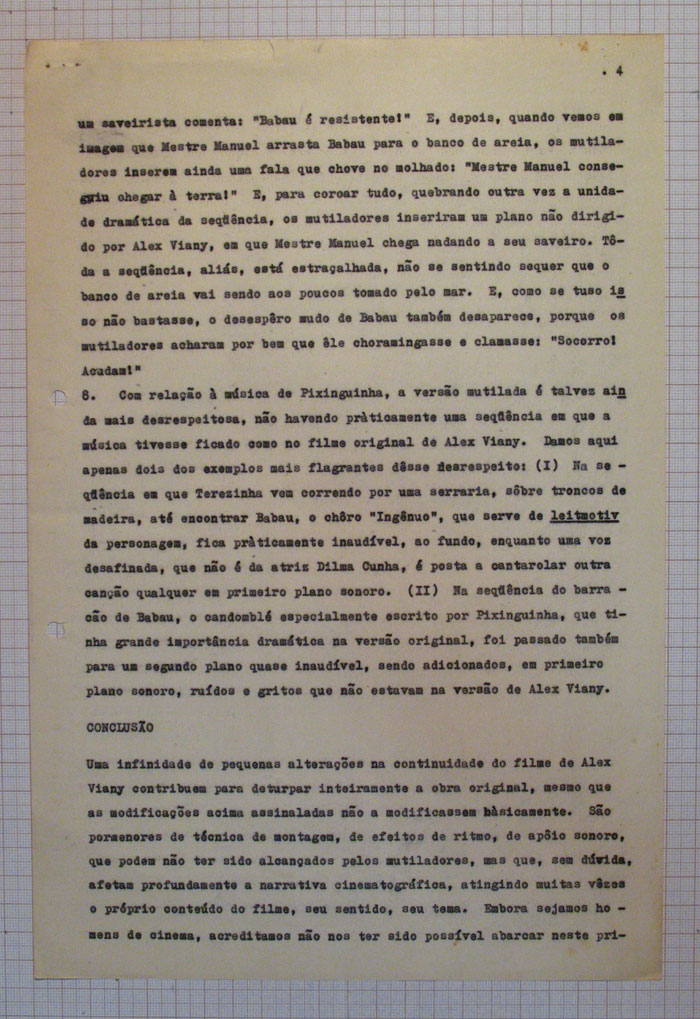 . 4
um saveirista comenta: "Babau é resistente!" E, depois, quando vemos em
imagem que Mestre Manuel arrasta Babau para o banco de areia, os mutila-
dores inserem ainda uma fala que chove no molhado: "Mestre Manuel conse-
guiu chegar à terra!" E, para coroar tudo, quebrando outra vez a unida-
de dramática da seqüência, os mutiladores inseriram um plano não dirigi-
do por Alex Viany, em que Mestre Manuel chega nadando a seu saveiro. Tô-
da a seqüência, aliás, está estraçalhada, não se sentindo sequer que o
banco de areia vai sendo aos poucos tomado pelo mar. E, como se tuso is
so não bastasse, o desespêro mudo de Babau também desaparece, porque os
mutiladores acharam por bem que êle choramingasse e clamasse: "Socorro!
Acudam!"
8. Com relação à música de Pixinguinha, a versão mutilada é talvez ain
da mais desrespeitosa, não havendo pràticamente uma seqüência em que a
música tivesse ficado como no filme original de Alex Viany. Damos aqui
apenas dois dos exemplos mais flagrantes dêsse desrespeito: (I) Na se -
qüência em que Terezinha vem correndo por uma serraria, sôbre troncos de
madeira, até encontrar Babau, o chôro "Ingênuo", que serve de leitmotiv
da personagem, fica pràticamente inaudível, ao fundo, enquanto uma voz
desafinada, que não é da atriz Dilma Cunha, é posta a cantarolar outra
canção qualquer em primeiro plano sonoro. (II) Na seqüência do barra -
cão de Babau, o candomblé especialmente escrito por Pixinguinha, que ti-
nha grande importância dramática na versão original, foi passado também
para um segundo plano quase inaudível, sendo adicionados, em primeiro
plano sonoro, ruídos e gritos que não estavam na versão de Alex Viany.
CONCLUSÃO
Uma infinidade de pequenas alterações na continuidade do filme de Alex
Viany contribuem para deturpar inteiramente a obra original, mesmo que
as modificações acima assinaladas não a modificassem bàsicamente. São
pormenores de técnica de montagem, de efeitos de ritmo, de apôio sonoro,
que podem não ter sido alcançados pelos mutiladores, mas que, sem dúvida,
afetam profundamente a narrativa cinematográfica, atingindo muitas vêzes
o próprio conteúdo do filme, seu sentido, seu tema. Embora sejamos ho -
mens de cinema, acreditamos não nos ter sido possível abarcar neste pri-